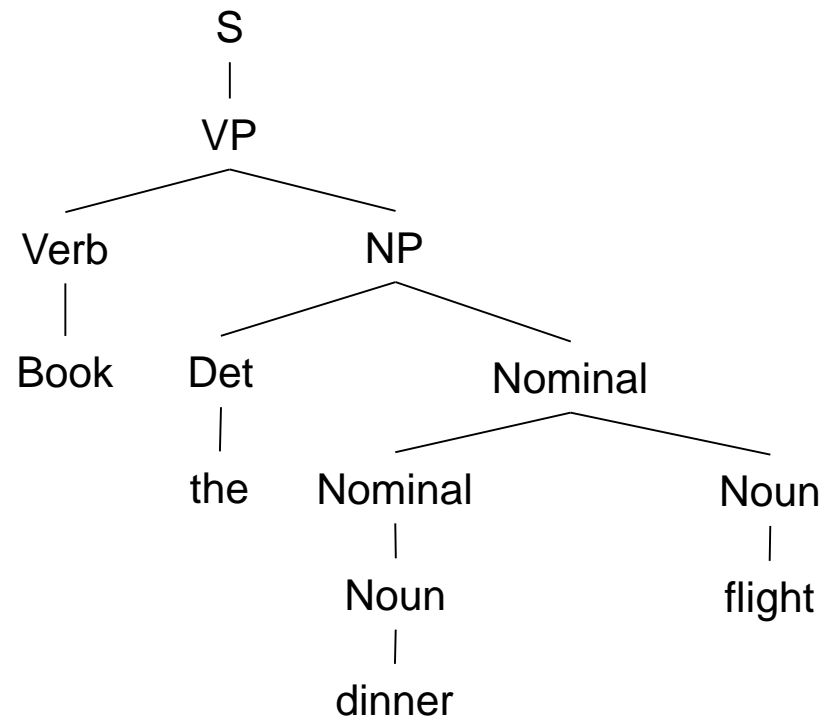 S
VP
Verb NP
Book Det Nominal
the Nominal Noun
Noun flight
dinner